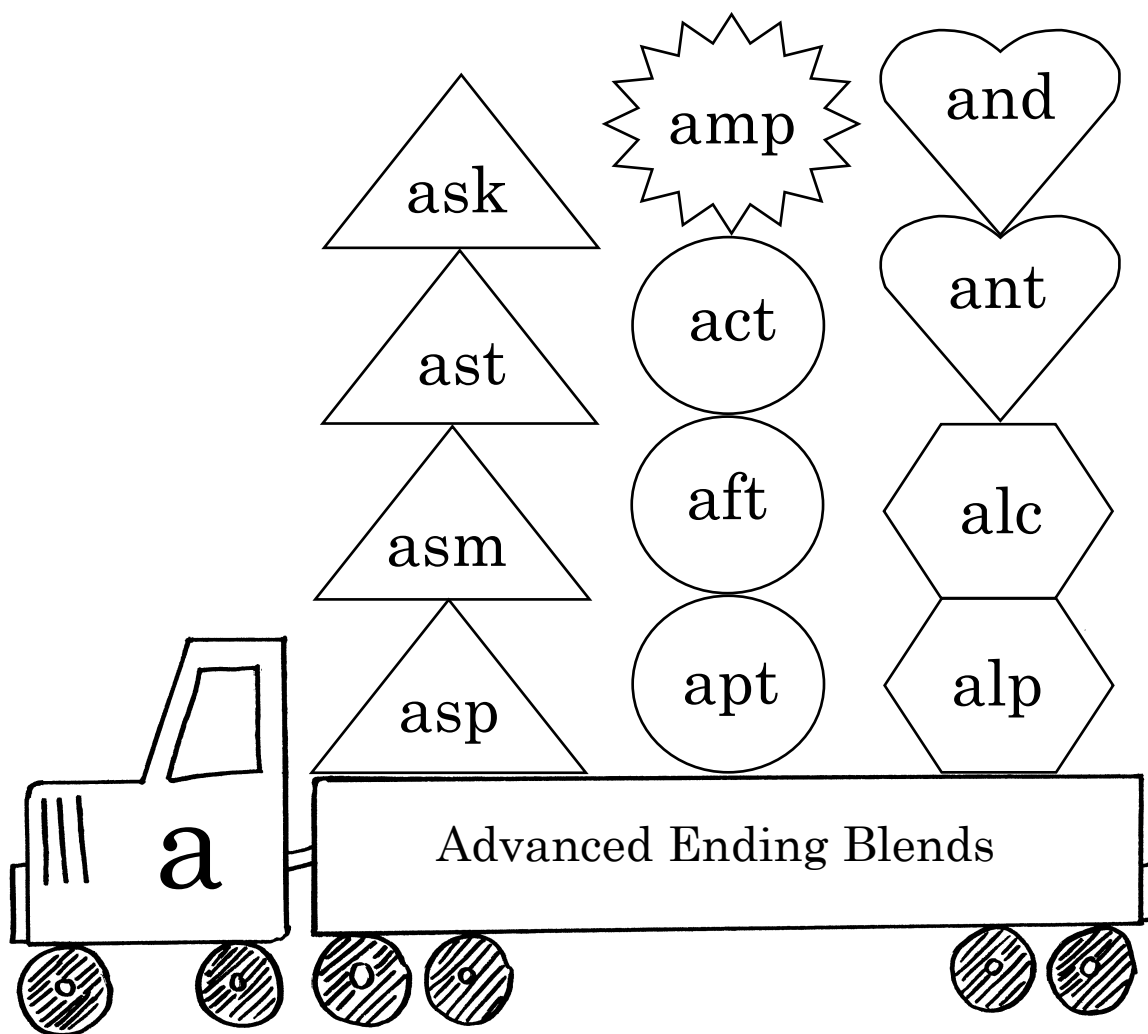 ask
ast
asm
asp
amp
act
aft
apt
and
ant
alc
alp
a
Advanced Ending Blends